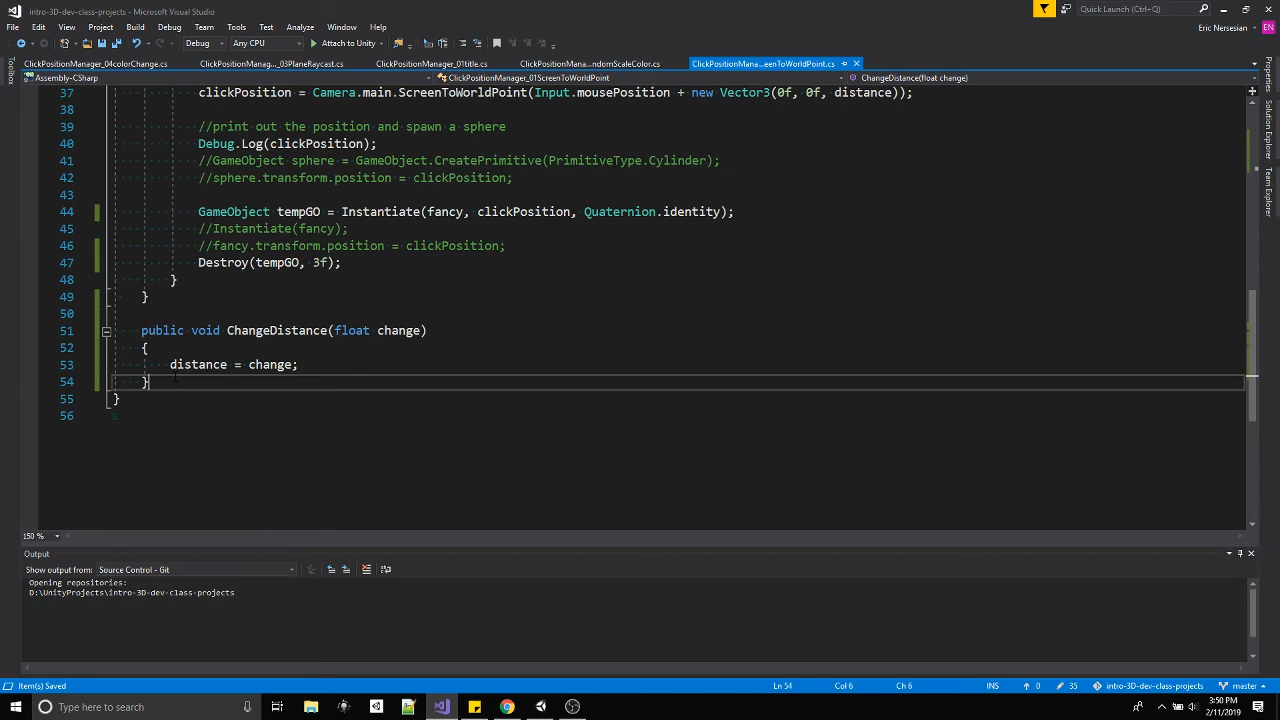 intro-3D-dev-class-projects - Microsoft Visual Studio
Quick Launch (Ctrl+Q)
File Edit View Project Build Debug Team Tools Analyze Window Help
Eric Nersesian EN
Debug Any CPU Attach to Unity
ClickPositionManager_04colorChange.cs ClickPositionManag..._03PlaneRaycast.cs ClickPositionManager_01title.cs ClickPositionMana...ndomScaleColor.cs ClickPositionMana...eenToWorldPoint.cs
Assembly-CSharp ClickPositionManager_01ScreenToWorldPoint ChangeDistance(float change)
Toolbox
Properties
Solution Explorer
Team Explorer
37 clickPosition = Camera.main.ScreenToWorldPoint(Input.mousePosition + new Vector3(0f, 0f, distance));
38
39 //print out the position and spawn a sphere
40 Debug.Log(clickPosition);
41 //GameObject sphere = GameObject.CreatePrimitive(PrimitiveType.Cylinder);
42 //sphere.transform.position = clickPosition;
43
44 GameObject tempGO = Instantiate(fancy, clickPosition, Quaternion.identity);
45 //Instantiate(fancy);
46 //fancy.transform.position = clickPosition;
47 Destroy(tempGO, 3f);
48 }
49 }
50
51 public void ChangeDistance(float change)
52 {
53 distance = change;
54 }
55 }
56
150 %
Output
Show output from: Source Control - Git
Opening repositories:
D:\UnityProjects\intro-3D-dev-class-projects
Item(s) Saved Ln 54 Col 6 Ch 6 INS 0 35 intro-3D-dev-class-projects master
Type here to search
3:50 PM
2/11/2019